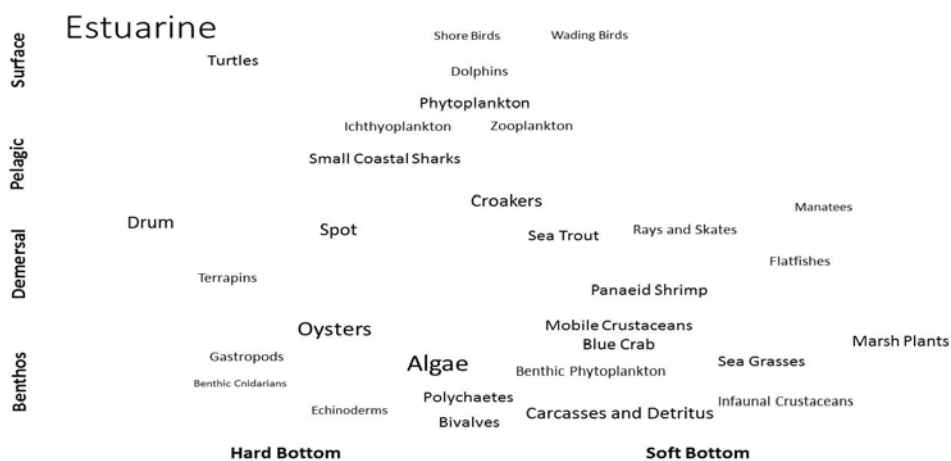 Estuarine
Surface
Shore Birds
Wading Birds
Turtles
Dolphins
Phytoplankton
Ichthyoplankton
Zooplankton
Pelagic
Small Coastal Sharks
Croakers
Manatees
Drum
Spot
Sea Trout
Rays and Skates
Demersal
Flatfishes
Terrapins
Panaeid Shrimp
Oysters
Mobile Crustaceans
Blue Crab
Marsh Plants
Gastropods
Algae
Sea Grasses
Benthos
Benthic Phytoplankton
Benthic Cnidarians
Polychaetes
Infaunal Crustaceans
Echinoderms
Carcasses and Detritus
Bivalves
Hard Bottom
Soft Bottom